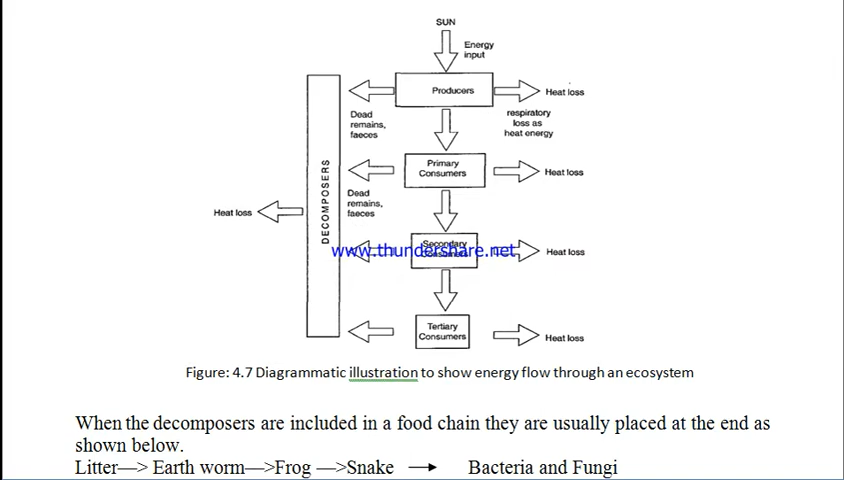 SUN
Energy
input
Producers
Heat loss
Dead
remains,
faeces
respiratory
loss as
heat energy
Primary
Consumers
Heat loss
DECOMPOSERS
Dead
remains,
faeces
Heat loss
Secondary
Consumers
www.thundershare.net
Heat loss
Tertiary
Consumers
Heat loss
Figure: 4.7 Diagrammatic illustration to show energy flow through an ecosystem
When the decomposers are included in a food chain they are usually placed at the end as
shown below.
Litter—> Earth worm—>Frog —>Snake → Bacteria and Fungi